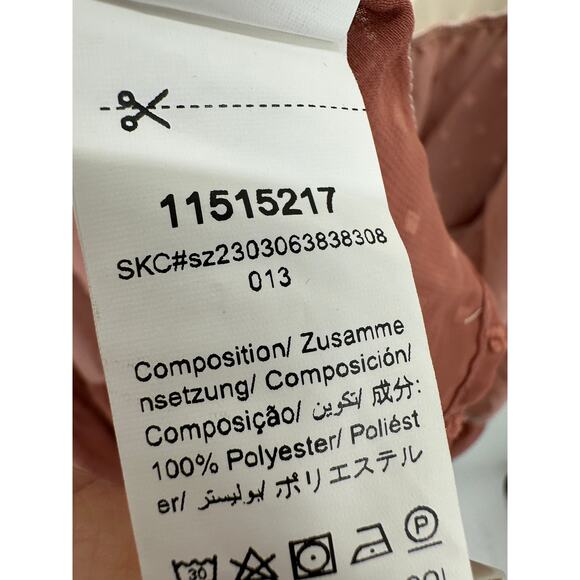 11515217
SKC#sz2303063838308
013
Composition/ Zusamme
nsetzung/ Composición/
Composição/ تكوين/ 成分:
100% Polyester/ Poliést
er/ بوليستر/ ポリエステル
30
P